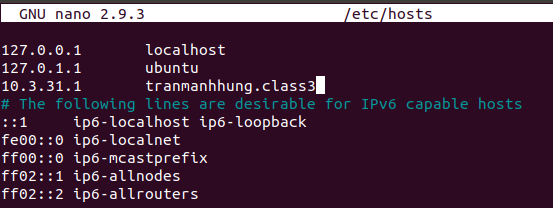 GNU nano 2.9.3 /etc/hosts
127.0.0.1 localhost
127.0.1.1 ubuntu
10.3.31.1 tranmanhhung.class3
# The following lines are desirable for IPv6 capable hosts
::1 ip6-localhost ip6-loopback
fe00::0 ip6-localnet
ff00::0 ip6-mcastprefix
ff02::1 ip6-allnodes
ff02::2 ip6-allrouters